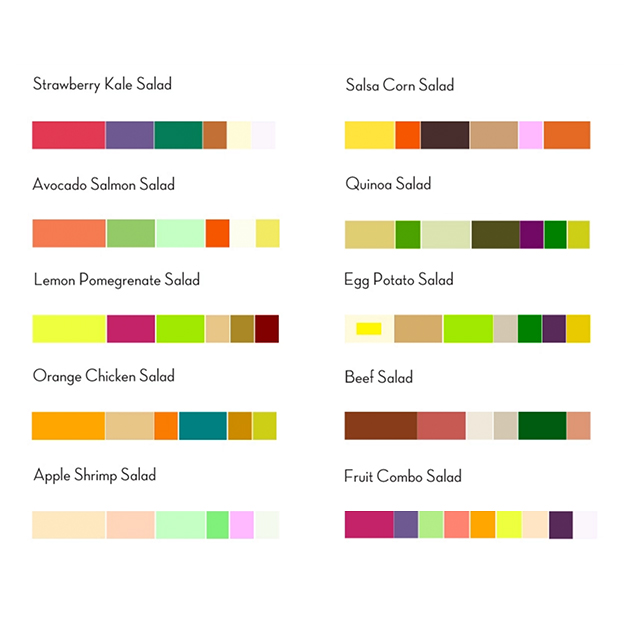 Strawberry Kale Salad
Salsa Corn Salad
Avocado Salmon Salad
Quinoa Salad
Lemon Pomegrenate Salad
Egg Potato Salad
Orange Chicken Salad
Beef Salad
Apple Shrimp Salad
Fruit Combo Salad